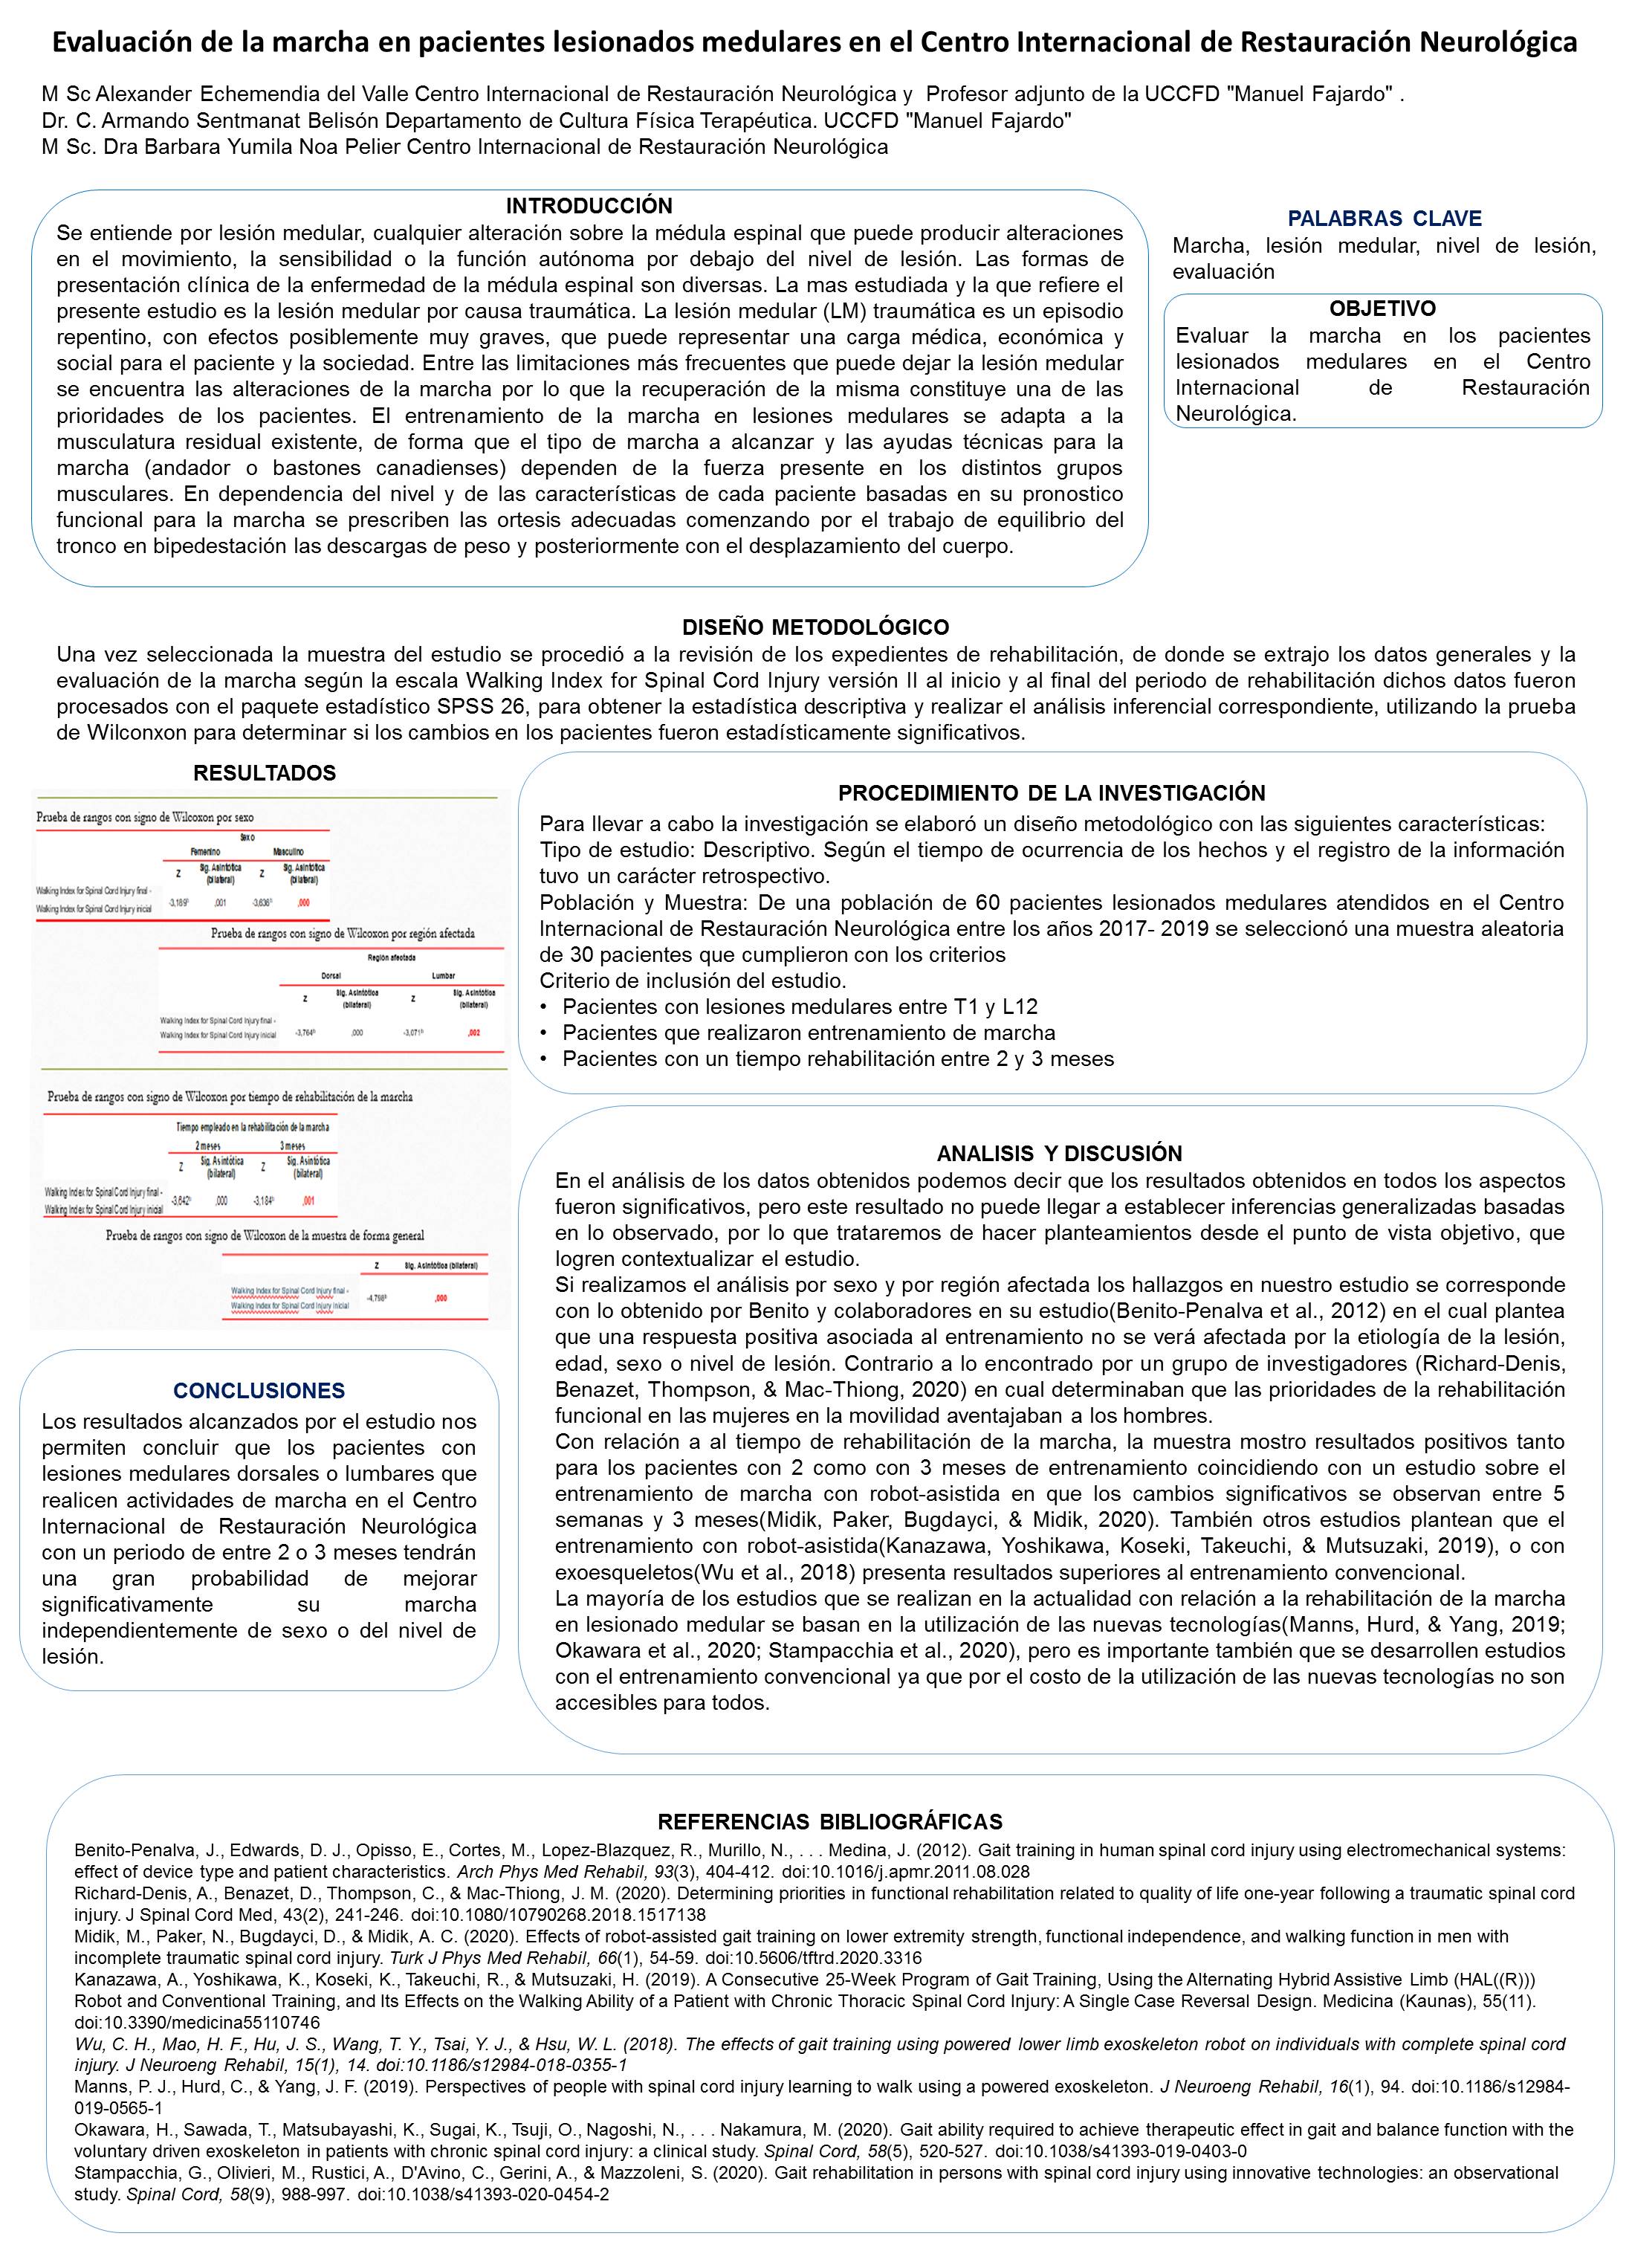 Evaluación de la marcha en pacientes lesionados medulares en el Centro Internacional de Restauración Neurológica
M Sc Alexander Echemendia del Valle Centro Internacional de Restauración Neurológica y Profesor adjunto de la UCCFD "Manuel Fajardo" .
Dr. C. Armando Sentmanat Belisón Departamento de Cultura Física Terapéutica. UCCFD "Manuel Fajardo"
M Sc. Dra Barbara Yumila Noa Pelier Centro Internacional de Restauración Neurológica
INTRODUCCIÓN
Se entiende por lesión medular, cualquier alteración sobre la médula espinal que puede producir alteraciones
en el movimiento, la sensibilidad o la función autónoma por debajo del nivel de lesión. Las formas de
presentación clínica de la enfermedad de la médula espinal son diversas. La mas estudiada y la que refiere el
presente estudio es la lesión medular por causa traumática. La lesión medular (LM) traumática es un episodio
repentino, con efectos posiblemente muy graves, que puede representar una carga médica, económica y
social para el paciente y la sociedad. Entre las limitaciones más frecuentes que puede dejar la lesión medular
se encuentra las alteraciones de la marcha por lo que la recuperación de la misma constituye una de las
prioridades de los pacientes. El entrenamiento de la marcha en lesiones medulares se adapta a la
musculatura residual existente, de forma que el tipo de marcha a alcanzar y las ayudas técnicas para la
marcha (andador o bastones canadienses) dependen de la fuerza presente en los distintos grupos
musculares. En dependencia del nivel y de las características de cada paciente basadas en su pronostico
funcional para la marcha se prescriben las ortesis adecuadas comenzando por el trabajo de equilibrio del
tronco en bipedestación las descargas de peso y posteriormente con el desplazamiento del cuerpo.
PALABRAS CLAVE
Marcha, lesión medular, nivel de lesión,
evaluación
OBJETIVO
Evaluar la marcha en los pacientes
lesionados medulares en el Centro
Internacional de Restauración
Neurológica.
DISEÑO METODOLÓGICO
Una vez seleccionada la muestra del estudio se procedió a la revisión de los expedientes de rehabilitación, de donde se extrajo los datos generales y la
evaluación de la marcha según la escala Walking Index for Spinal Cord Injury versión II al inicio y al final del periodo de rehabilitación dichos datos fueron
procesados con el paquete estadístico SPSS 26, para obtener la estadística descriptiva y realizar el análisis inferencial correspondiente, utilizando la prueba
de Wilconxon para determinar si los cambios en los pacientes fueron estadísticamente significativos.
RESULTADOS
Prueba de rangos con signo de Wilcoxon por sexo
Sexo
Femenino Masculino
Z Sig. Asintótica (bilateral) Z Sig. Asintótica (bilateral)
Walking Index for Spinal Cord Injury final -
Walking Index for Spinal Cord Injury inicial -3,189b ,001 -3,636b ,000
Prueba de rangos con signo de Wilcoxon por región afectada
Región afectada
Dorsal Lumbar
Z Sig. Asintótica (bilateral) Z Sig. Asintótica (bilateral)
Walking Index for Spinal Cord Injury final -
Walking Index for Spinal Cord Injury inicial -3,764b ,000 -3,071b ,002
Prueba de rangos con signo de Wilcoxon por tiempo de rehabilitación de la marcha
Tiempo empleado en la rehabilitación de la marcha
2 meses 3 meses
Z Sig. Asintótica (bilateral) Z Sig. Asintótica (bilateral)
Walking Index for Spinal Cord Injury final -
Walking Index for Spinal Cord Injury inicial -3,642b ,000 -3,184b ,001
Prueba de rangos con signo de Wilcoxon de la muestra de forma general
Z Sig. Asintótica (bilateral)
Walking Index for Spinal Cord Injury final -
Walking Index for Spinal Cord Injury inicial -4,798b ,000
PROCEDIMIENTO DE LA INVESTIGACIÓN
Para llevar a cabo la investigación se elaboró un diseño metodológico con las siguientes características:
Tipo de estudio: Descriptivo. Según el tiempo de ocurrencia de los hechos y el registro de la información
tuvo un carácter retrospectivo.
Población y Muestra: De una población de 60 pacientes lesionados medulares atendidos en el Centro
Internacional de Restauración Neurológica entre los años 2017- 2019 se seleccionó una muestra aleatoria
de 30 pacientes que cumplieron con los criterios
Criterio de inclusión del estudio.
• Pacientes con lesiones medulares entre T1 y L12
• Pacientes que realizaron entrenamiento de marcha
• Pacientes con un tiempo rehabilitación entre 2 y 3 meses
ANALISIS Y DISCUSIÓN
En el análisis de los datos obtenidos podemos decir que los resultados obtenidos en todos los aspectos
fueron significativos, pero este resultado no puede llegar a establecer inferencias generalizadas basadas
en lo observado, por lo que trataremos de hacer planteamientos desde el punto de vista objetivo, que
logren contextualizar el estudio.
Si realizamos el análisis por sexo y por región afectada los hallazgos en nuestro estudio se corresponde
con lo obtenido por Benito y colaboradores en su estudio(Benito-Penalva et al., 2012) en el cual plantea
que una respuesta positiva asociada al entrenamiento no se verá afectada por la etiología de la lesión,
edad, sexo o nivel de lesión. Contrario a lo encontrado por un grupo de investigadores (Richard-Denis,
Benazet, Thompson, & Mac-Thiong, 2020) en cual determinaban que las prioridades de la rehabilitación
funcional en las mujeres en la movilidad aventajaban a los hombres.
Con relación a al tiempo de rehabilitación de la marcha, la muestra mostro resultados positivos tanto
para los pacientes con 2 como con 3 meses de entrenamiento coincidiendo con un estudio sobre el
entrenamiento de marcha con robot-asistida en que los cambios significativos se observan entre 5
semanas y 3 meses(Midik, Paker, Bugdayci, & Midik, 2020). También otros estudios plantean que el
entrenamiento con robot-asistida(Kanazawa, Yoshikawa, Koseki, Takeuchi, & Mutsuzaki, 2019), o con
exoesqueletos(Wu et al., 2018) presenta resultados superiores al entrenamiento convencional.
La mayoría de los estudios que se realizan en la actualidad con relación a la rehabilitación de la marcha
en lesionado medular se basan en la utilización de las nuevas tecnologías(Manns, Hurd, & Yang, 2019;
Okawara et al., 2020; Stampacchia et al., 2020), pero es importante también que se desarrollen estudios
con el entrenamiento convencional ya que por el costo de la utilización de las nuevas tecnologías no son
accesibles para todos.
CONCLUSIONES
Los resultados alcanzados por el estudio nos
permiten concluir que los pacientes con
lesiones medulares dorsales o lumbares que
realicen actividades de marcha en el Centro
Internacional de Restauración Neurológica
con un periodo de entre 2 o 3 meses tendrán
una gran probabilidad de mejorar
significativamente su marcha
independientemente de sexo o del nivel de
lesión.
REFERENCIAS BIBLIOGRÁFICAS
Benito-Penalva, J., Edwards, D. J., Opisso, E., Cortes, M., Lopez-Blazquez, R., Murillo, N., . . . Medina, J. (2012). Gait training in human spinal cord injury using electromechanical systems:
effect of device type and patient characteristics. Arch Phys Med Rehabil, 93(3), 404-412. doi:10.1016/j.apmr.2011.08.028
Richard-Denis, A., Benazet, D., Thompson, C., & Mac-Thiong, J. M. (2020). Determining priorities in functional rehabilitation related to quality of life one-year following a traumatic spinal cord
injury. J Spinal Cord Med, 43(2), 241-246. doi:10.1080/10790268.2018.1517138
Midik, M., Paker, N., Bugdayci, D., & Midik, A. C. (2020). Effects of robot-assisted gait training on lower extremity strength, functional independence, and walking function in men with
incomplete traumatic spinal cord injury. Turk J Phys Med Rehabil, 66(1), 54-59. doi:10.5606/tftrd.2020.3316
Kanazawa, A., Yoshikawa, K., Koseki, K., Takeuchi, R., & Mutsuzaki, H. (2019). A Consecutive 25-Week Program of Gait Training, Using the Alternating Hybrid Assistive Limb (HAL((R)))
Robot and Conventional Training, and Its Effects on the Walking Ability of a Patient with Chronic Thoracic Spinal Cord Injury: A Single Case Reversal Design. Medicina (Kaunas), 55(11).
doi:10.3390/medicina55110746
Wu, C. H., Mao, H. F., Hu, J. S., Wang, T. Y., Tsai, Y. J., & Hsu, W. L. (2018). The effects of gait training using powered lower limb exoskeleton robot on individuals with complete spinal cord
injury. J Neuroeng Rehabil, 15(1), 14. doi:10.1186/s12984-018-0355-1
Manns, P. J., Hurd, C., & Yang, J. F. (2019). Perspectives of people with spinal cord injury learning to walk using a powered exoskeleton. J Neuroeng Rehabil, 16(1), 94. doi:10.1186/s12984-
019-0565-1
Okawara, H., Sawada, T., Matsubayashi, K., Sugai, K., Tsuji, O., Nagoshi, N., . . . Nakamura, M. (2020). Gait ability required to achieve therapeutic effect in gait and balance function with the
voluntary driven exoskeleton in patients with chronic spinal cord injury: a clinical study. Spinal Cord, 58(5), 520-527. doi:10.1038/s41393-019-0403-0
Stampacchia, G., Olivieri, M., Rustici, A., D'Avino, C., Gerini, A., & Mazzoleni, S. (2020). Gait rehabilitation in persons with spinal cord injury using innovative technologies: an observational
study. Spinal Cord, 58(9), 988-997. doi:10.1038/s41393-020-0454-2